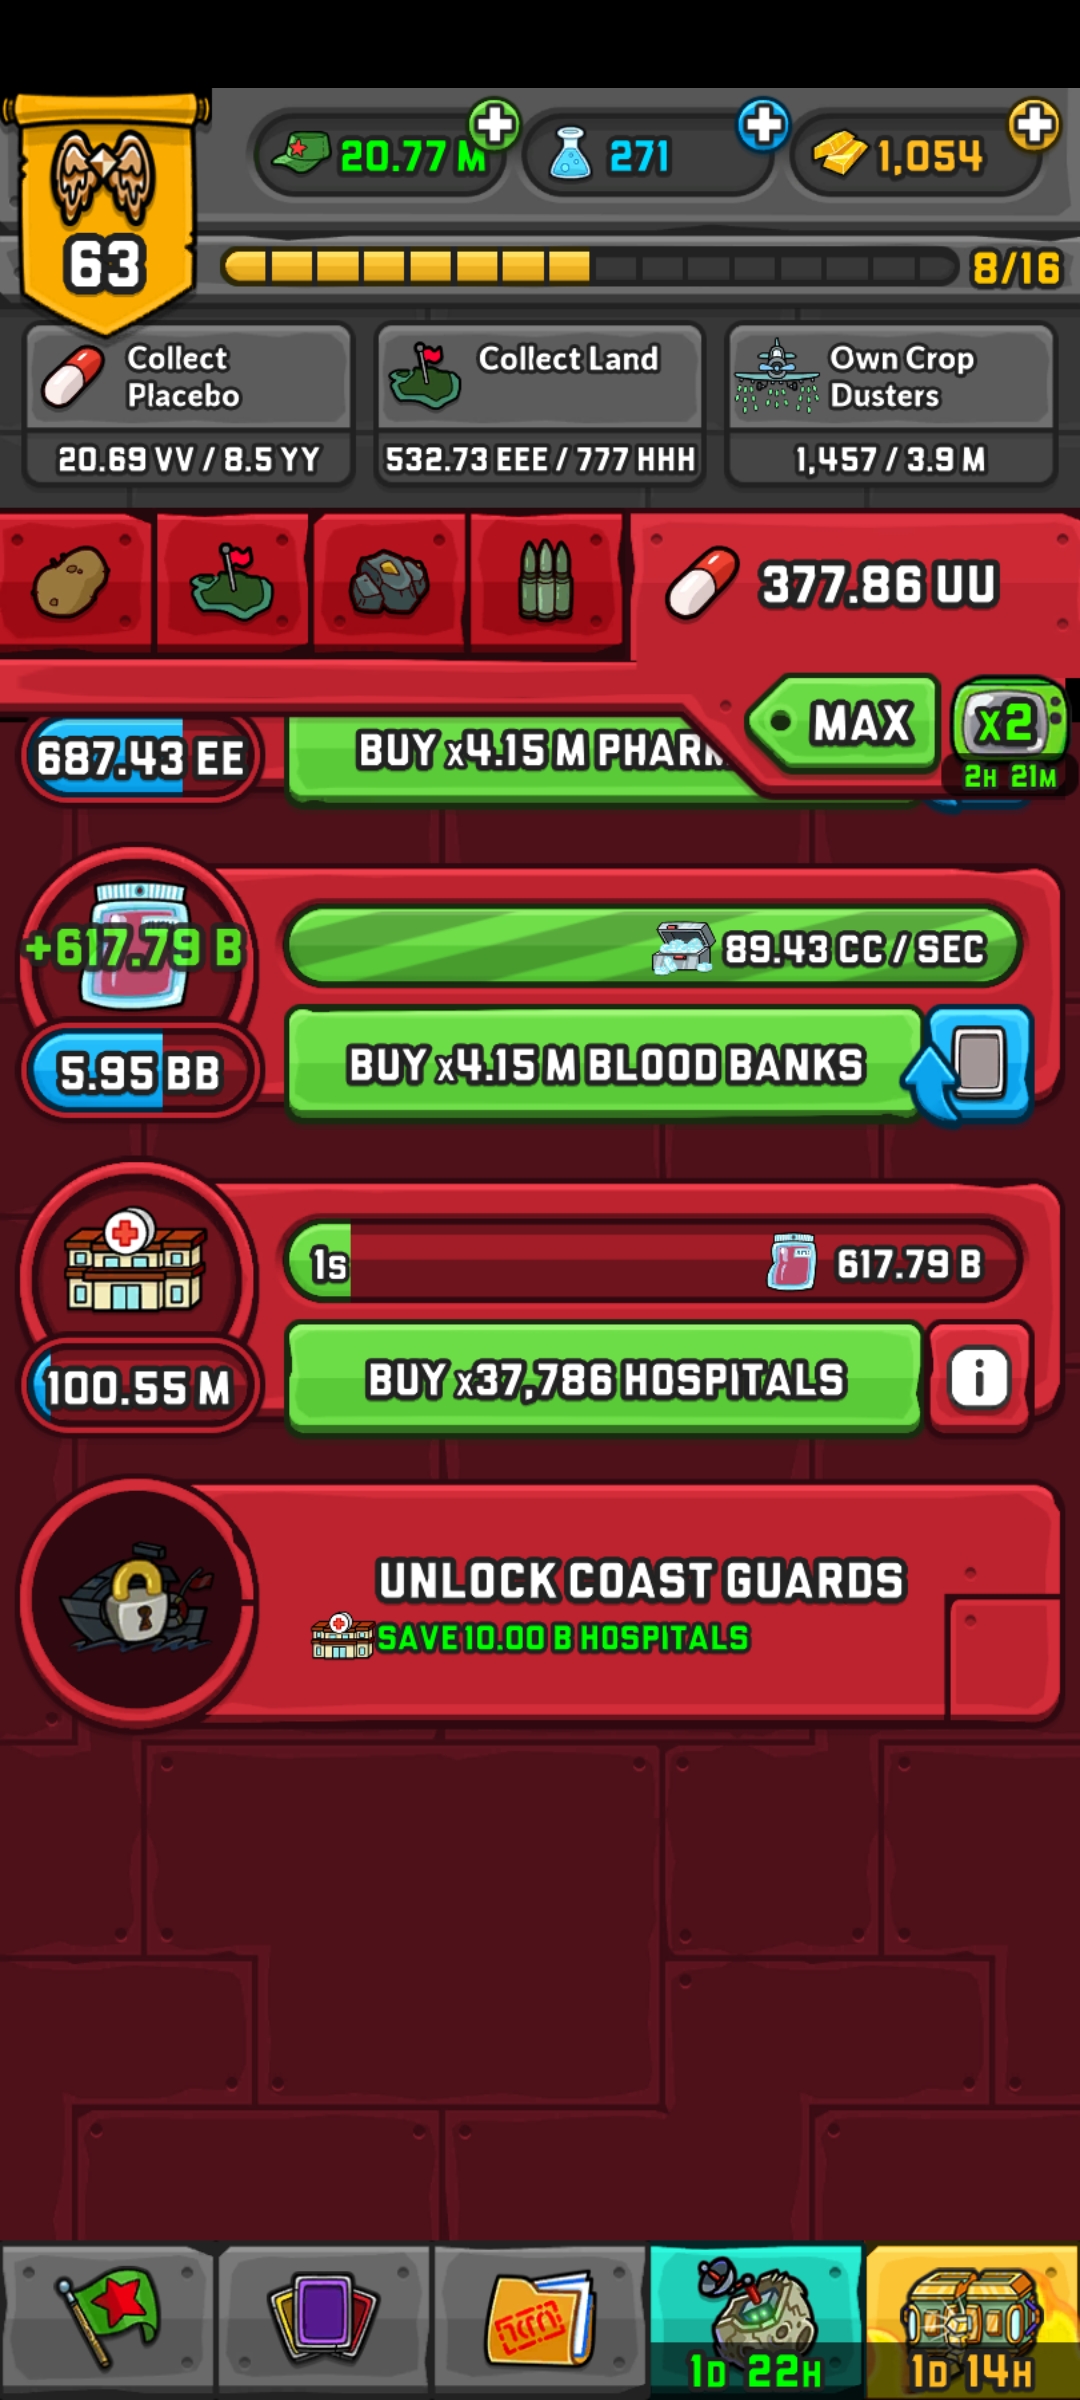 63
20.77 M
271
1,054
8/16
Collect Placebo
20.69 VV / 8.5 YY
Collect Land
532.73 EEE / 777 HHH
Own Crop Dusters
1,457 / 3.9 M
377.86 UU
MAX
x2
2H 21M
687.43 EE
BUY x4.15 M
+617.79 B
89.43 CC / SEC
5.95 BB
BUY x4.15 M BLOOD BANKS
1s
617.79 B
100.55 M
BUY x37,786 HOSPITALS
i
UNLOCK COAST GUARDS
SAVE 10.00 B HOSPITALS
1D 22H
1D 14H